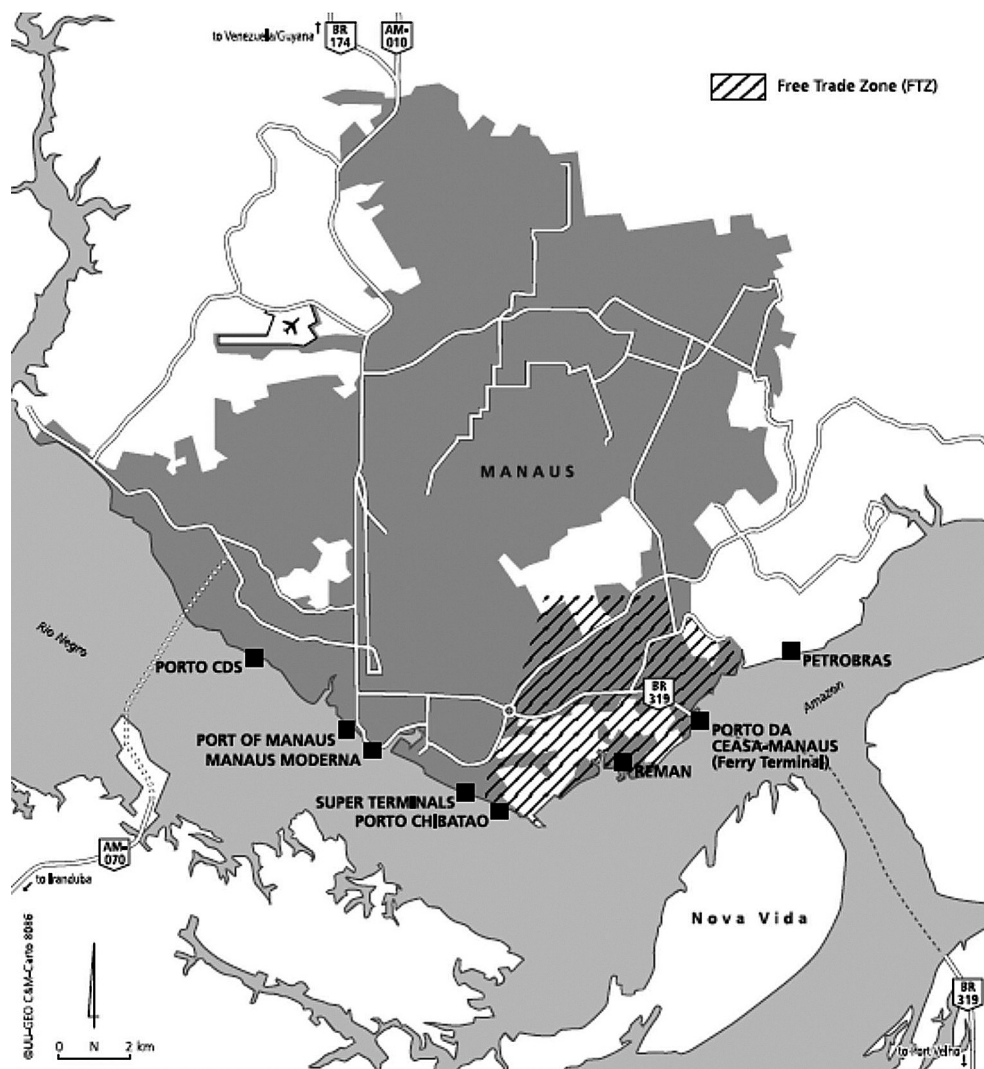 to Venezuella/Guyana
BR
174
AM-
010
Free Trade Zone (FTZ)
MANAUS
Rio Negro
PORTO CDS
PETROBRAS
Amazon
BR
319
PORT OF MANAUS
MANAUS MODERNA
PORTO DA
CEASA-MANAUS
(Ferry Terminal)
REMAN
SUPER TERMINALS
PORTO CHIBATAO
AM-
070
to Iranduba
Nova Vida
©UU-GEO C&M-Carto 8086
0 N 2 km
BR
319
to Port Velho